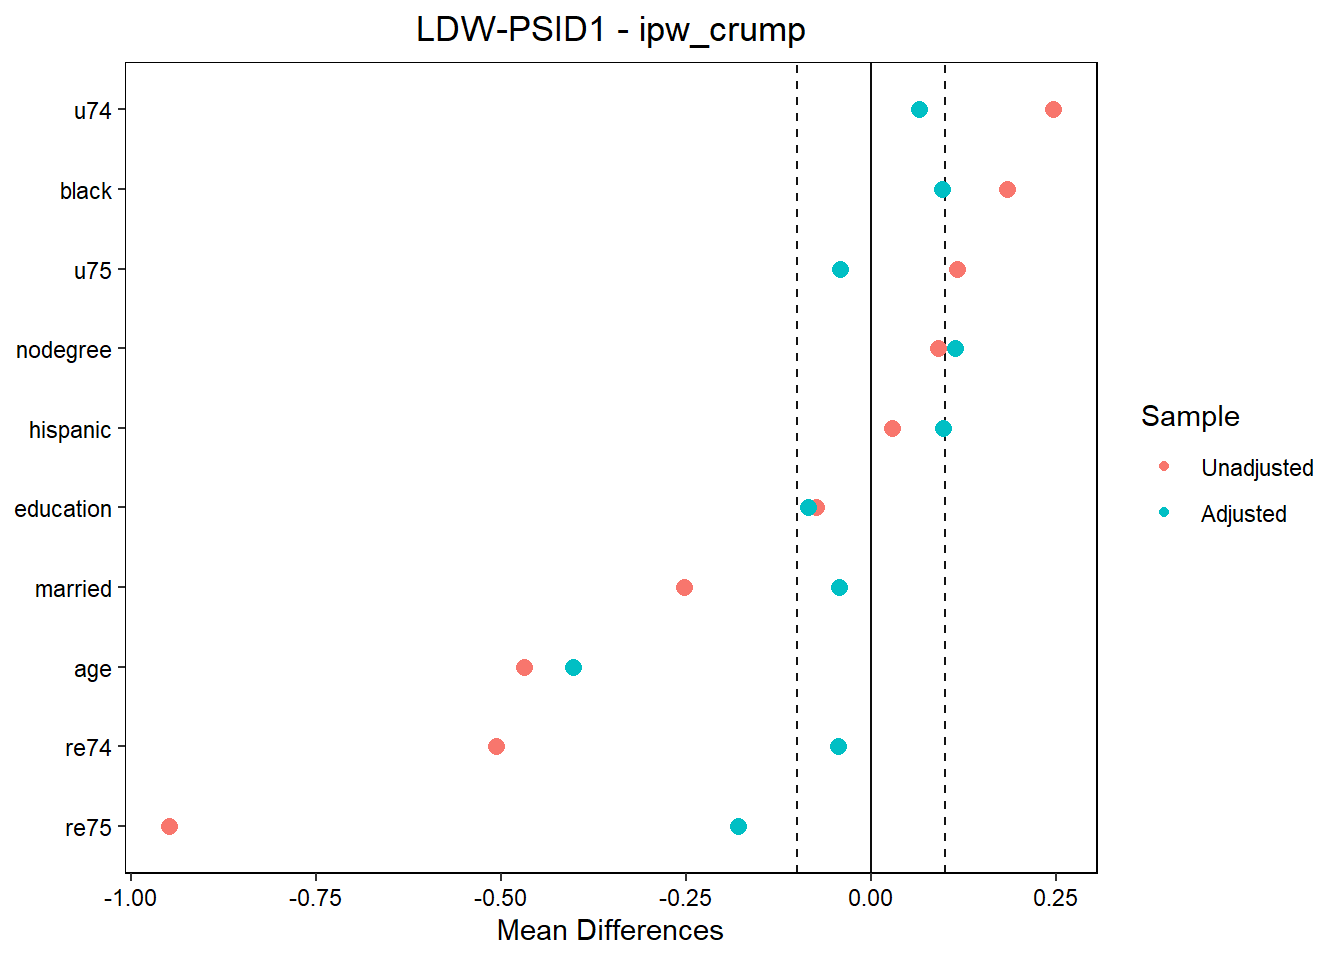 LDW-PSID1 - ipw_crump
u74
black
u75
nodegree
hispanic
education
married
age
re74
re75
-1.00 -0.75 -0.50 -0.25 0.00 0.25
Mean Differences
Sample
Unadjusted
Adjusted